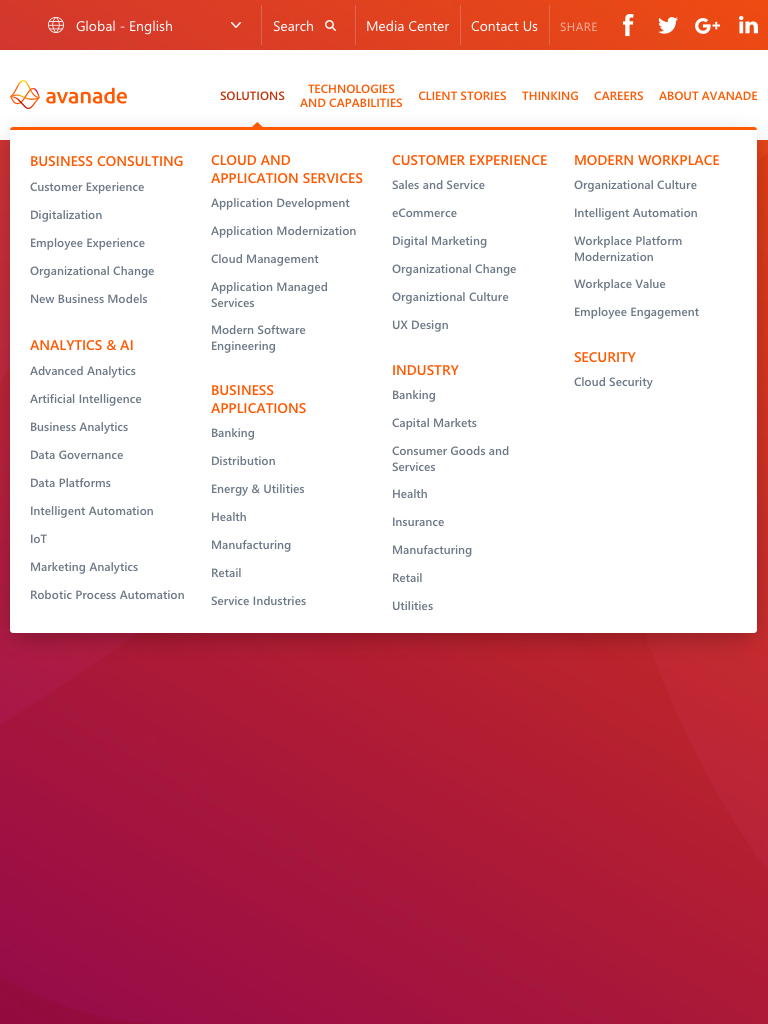 Global - English
Search
Media Center
Contact Us
SHARE
avanade
SOLUTIONS
TECHNOLOGIES
AND CAPABILITIES
CLIENT STORIES
THINKING
CAREERS
ABOUT AVANADE
BUSINESS CONSULTING
Customer Experience
Digitalization
Employee Experience
Organizational Change
New Business Models
ANALYTICS & AI
Advanced Analytics
Artificial Intelligence
Business Analytics
Data Governance
Data Platforms
Intelligent Automation
IoT
Marketing Analytics
Robotic Process Automation
CLOUD AND
APPLICATION SERVICES
Application Development
Application Modernization
Cloud Management
Application Managed
Services
Modern Software
Engineering
BUSINESS
APPLICATIONS
Banking
Distribution
Energy & Utilities
Health
Manufacturing
Retail
Service Industries
CUSTOMER EXPERIENCE
Sales and Service
eCommerce
Digital Marketing
Organizational Change
Organiztional Culture
UX Design
INDUSTRY
Banking
Capital Markets
Consumer Goods and
Services
Health
Insurance
Manufacturing
Retail
Utilities
MODERN WORKPLACE
Organizational Culture
Intelligent Automation
Workplace Platform
Modernization
Workplace Value
Employee Engagement
SECURITY
Cloud Security